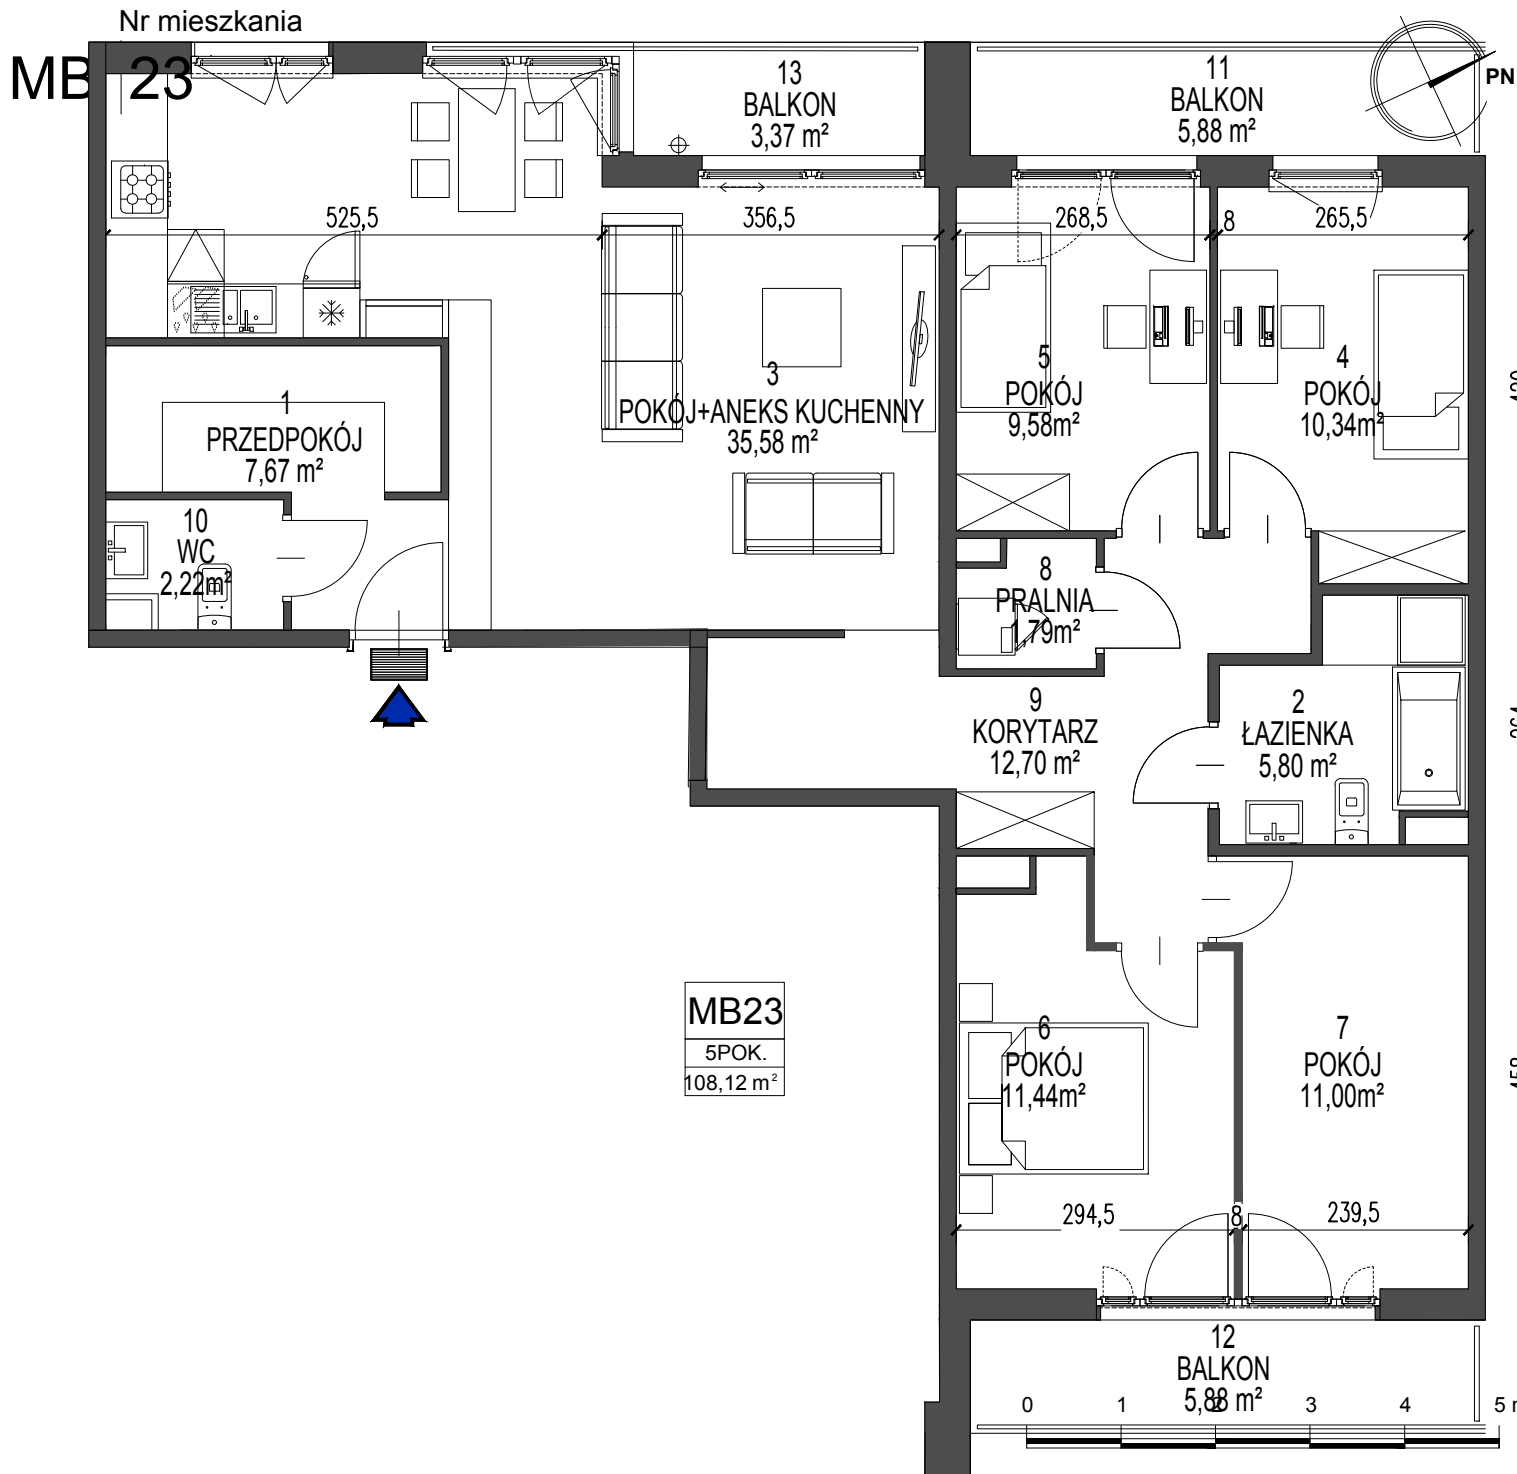 Nr mieszkania
MB 23
13
BALKON
3,37 m²
11
BALKON
5,88 m²
PN
525,5
356,5
268,5
8
265,5
5
POKÓJ
9,58m²
4
POKÓJ
10,34m²
3
POKÓJ+ANEKS KUCHENNY
35,58 m²
1
PRZEDPOKÓJ
7,67 m²
10
WC
2,22m²
8
PRALNIA
1,79m²
9
KORYTARZ
12,70 m²
2
ŁAZIENKA
5,80 m²
MB23
5POK.
108,12 m²
6
POKÓJ
11,44m²
7
POKÓJ
11,00m²
294,5
8
239,5
12
BALKON
5,88 m²
0 1 2 3 4 5 m